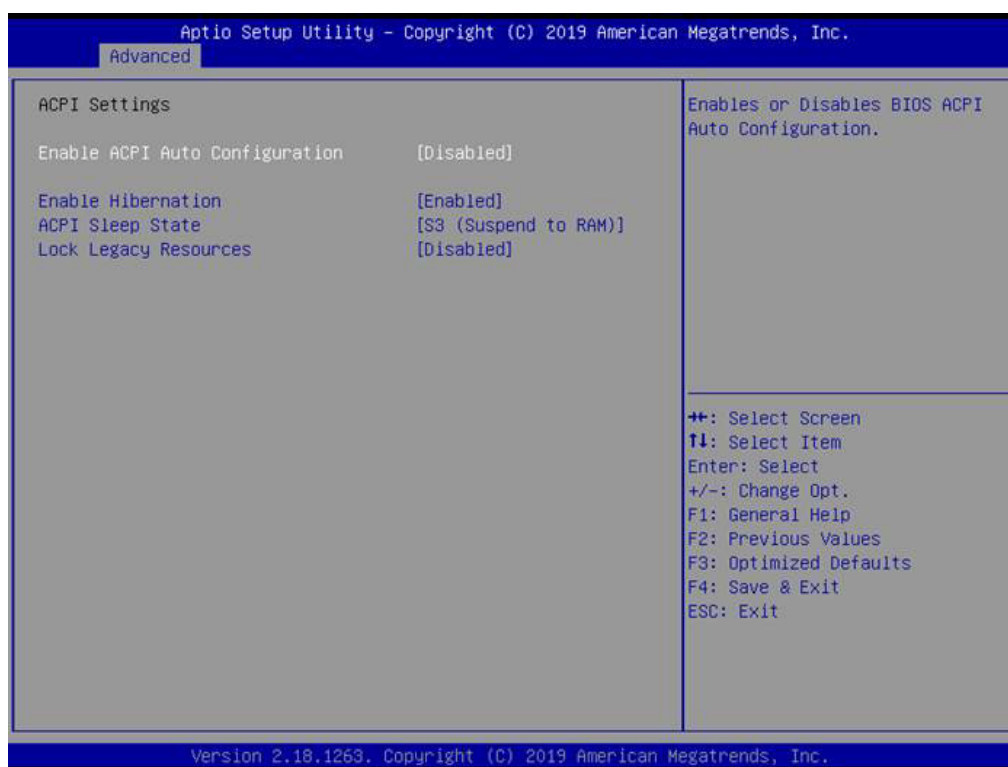 Aptio Setup Utility – Copyright (C) 2019 American Megatrends, Inc.
Advanced
ACPI Settings
Enable ACPI Auto Configuration [Disabled]
Enable Hibernation [Enabled]
ACPI Sleep State [S3 (Suspend to RAM)]
Lock Legacy Resources [Disabled]
Enables or Disables BIOS ACPI
Auto Configuration.
→←: Select Screen
↑↓: Select Item
Enter: Select
+/-: Change Opt.
F1: General Help
F2: Previous Values
F3: Optimized Defaults
F4: Save & Exit
ESC: Exit
Version 2.18.1263. Copyright (C) 2019 American Megatrends, Inc.